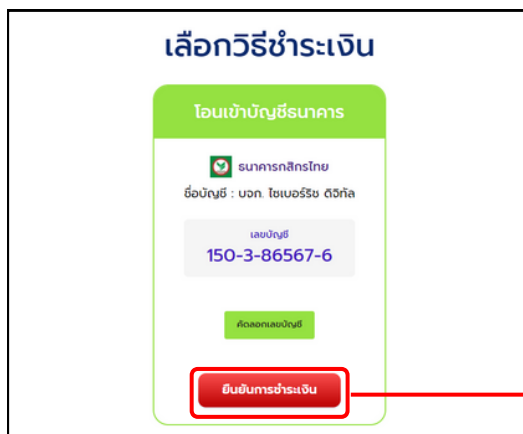 เลือกวิธีชำระเงิน
โอนเข้าบัญชีธนาคาร
ธนาคารกสิกรไทย
ชื่อบัญชี : บจก. ไซเบอร์ริช ดิจิทัล
เลขบัญชี
150-3-86567-6
คัดลอกเลขบัญชี
ยืนยันการชำระเงิน